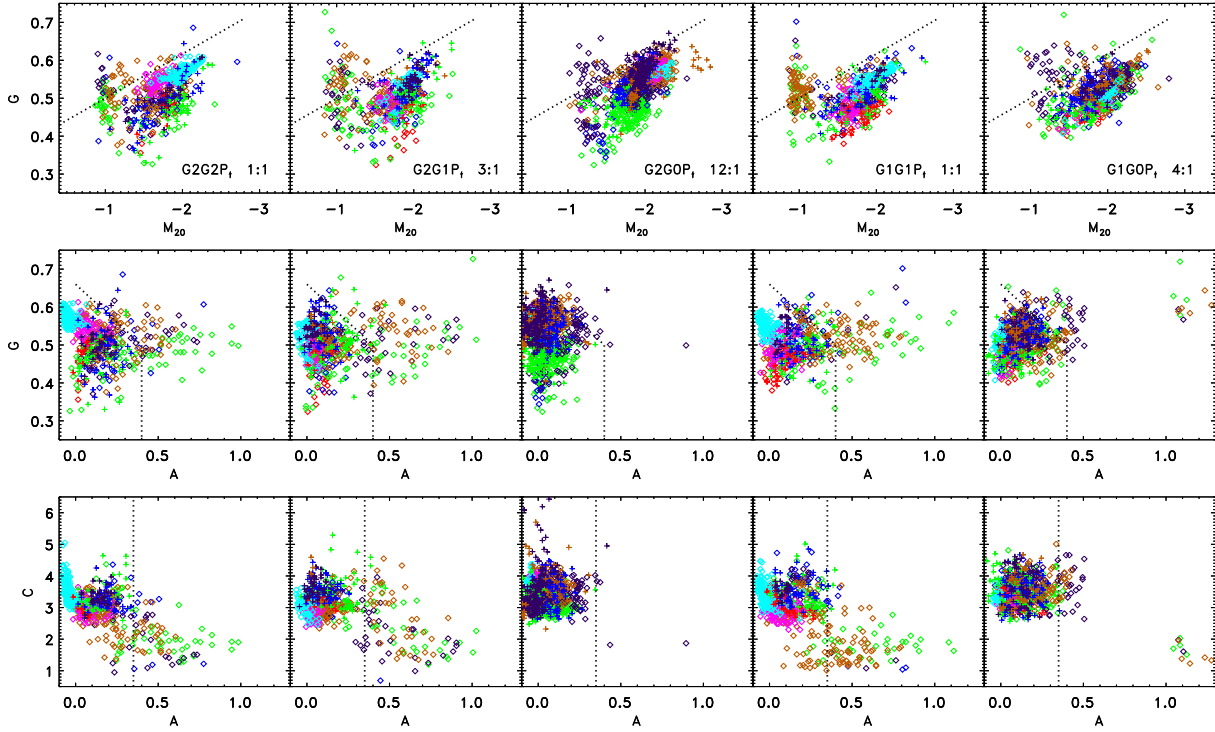 0.7
0.6
0.5
0.4
0.3
G
G2G2Pf 1:1
G2G1Pf 3:1
G2G0Pf 12:1
G1G1Pf 1:1
G1G0Pf 4:1
−1 −2 −3 −1 −2 −3 −1 −2 −3 −1 −2 −3 −1 −2 −3
M20 M20 M20 M20 M20
0.7
0.6
0.5
0.4
0.3
G
0.0 0.5 1.0 0.0 0.5 1.0 0.0 0.5 1.0 0.0 0.5 1.0 0.0 0.5 1.0
A A A A A
6
5
4
3
2
1
C
0.0 0.5 1.0 0.0 0.5 1.0 0.0 0.5 1.0 0.0 0.5 1.0 0.0 0.5 1.0
A A A A A